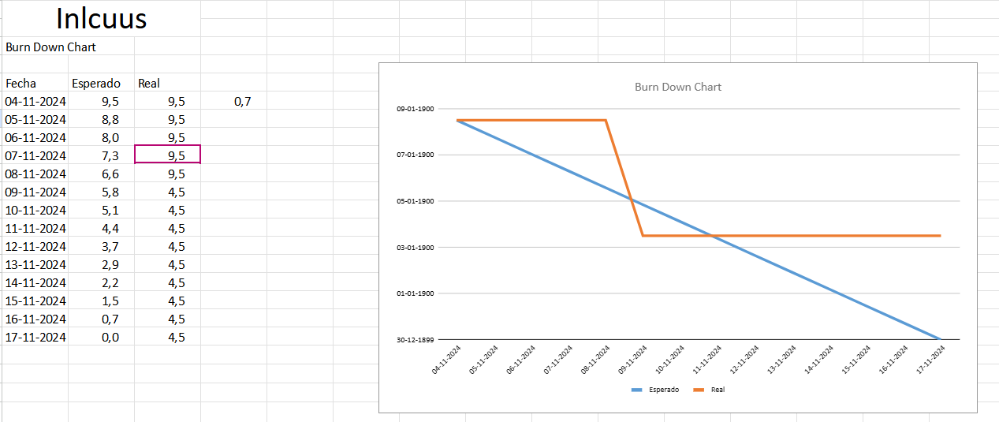 Inlcuus
Burn Down Chart
Fecha Esperado Real
04-11-2024 9,5 9,5 0,7
05-11-2024 8,8 9,5
06-11-2024 8,0 9,5
07-11-2024 7,3 9,5
08-11-2024 6,6 9,5
09-11-2024 5,8 4,5
10-11-2024 5,1 4,5
11-11-2024 4,4 4,5
12-11-2024 3,7 4,5
13-11-2024 2,9 4,5
14-11-2024 2,2 4,5
15-11-2024 1,5 4,5
16-11-2024 0,7 4,5
17-11-2024 0,0 4,5
Burn Down Chart
09-01-1900
07-01-1900
05-01-1900
03-01-1900
01-01-1900
30-12-1899
04-11-2024 05-11-2024 06-11-2024 07-11-2024 08-11-2024 09-11-2024 10-11-2024 11-11-2024 12-11-2024 13-11-2024 14-11-2024 15-11-2024 16-11-2024 17-11-2024
Esperado Real